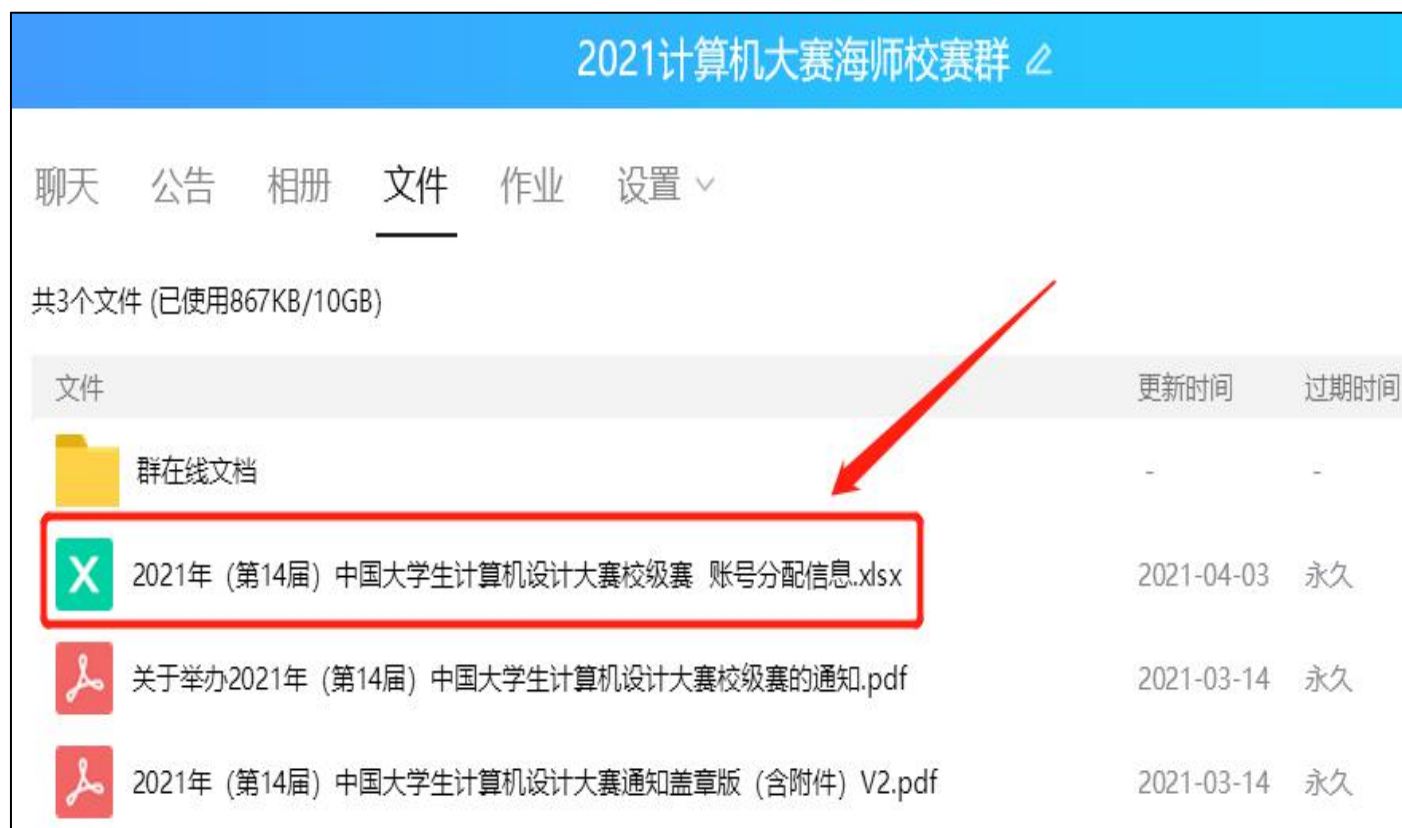 2021计算机大赛海师校赛群
聊天 公告 相册 文件 作业 设置
共3个文件 (已使用867KB/10GB)
文件 更新时间 过期时间
群在线文档 - -
2021年（第14届）中国大学生计算机设计大赛校级赛 账号分配信息.xlsx 2021-04-03 永久
关于举办2021年（第14届）中国大学生计算机设计大赛校级赛的通知.pdf 2021-03-14 永久
2021年（第14届）中国大学生计算机设计大赛通知盖章版（含附件）V2.pdf 2021-03-14 永久